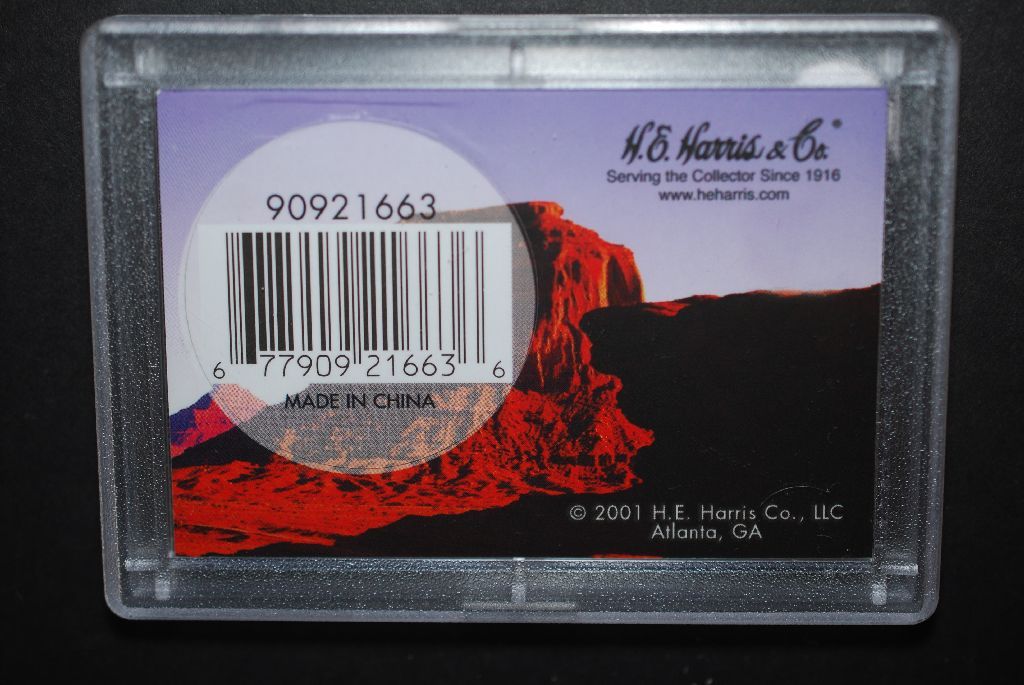 H.E. Harris & Co.®
Serving the Collector Since 1916
www.heharris.com
90921663
6 77909 21663 6
MADE IN CHINA
© 2001 H.E. Harris Co., LLC
Atlanta, GA